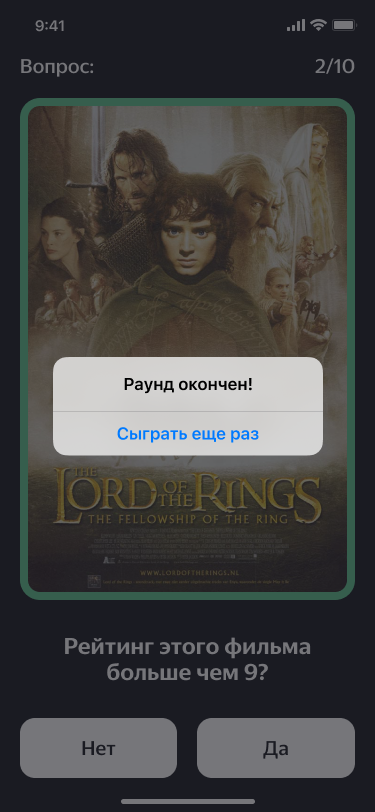 9:41
Вопрос:
2/10
Раунд окончен!
Сыграть еще раз
THE
LORD OF THE RINGS
THE FELLOWSHIP OF THE RING
WWW.LORDOFTHERINGS.NL
Рейтинг этого фильма
больше чем 9?
Нет
Да